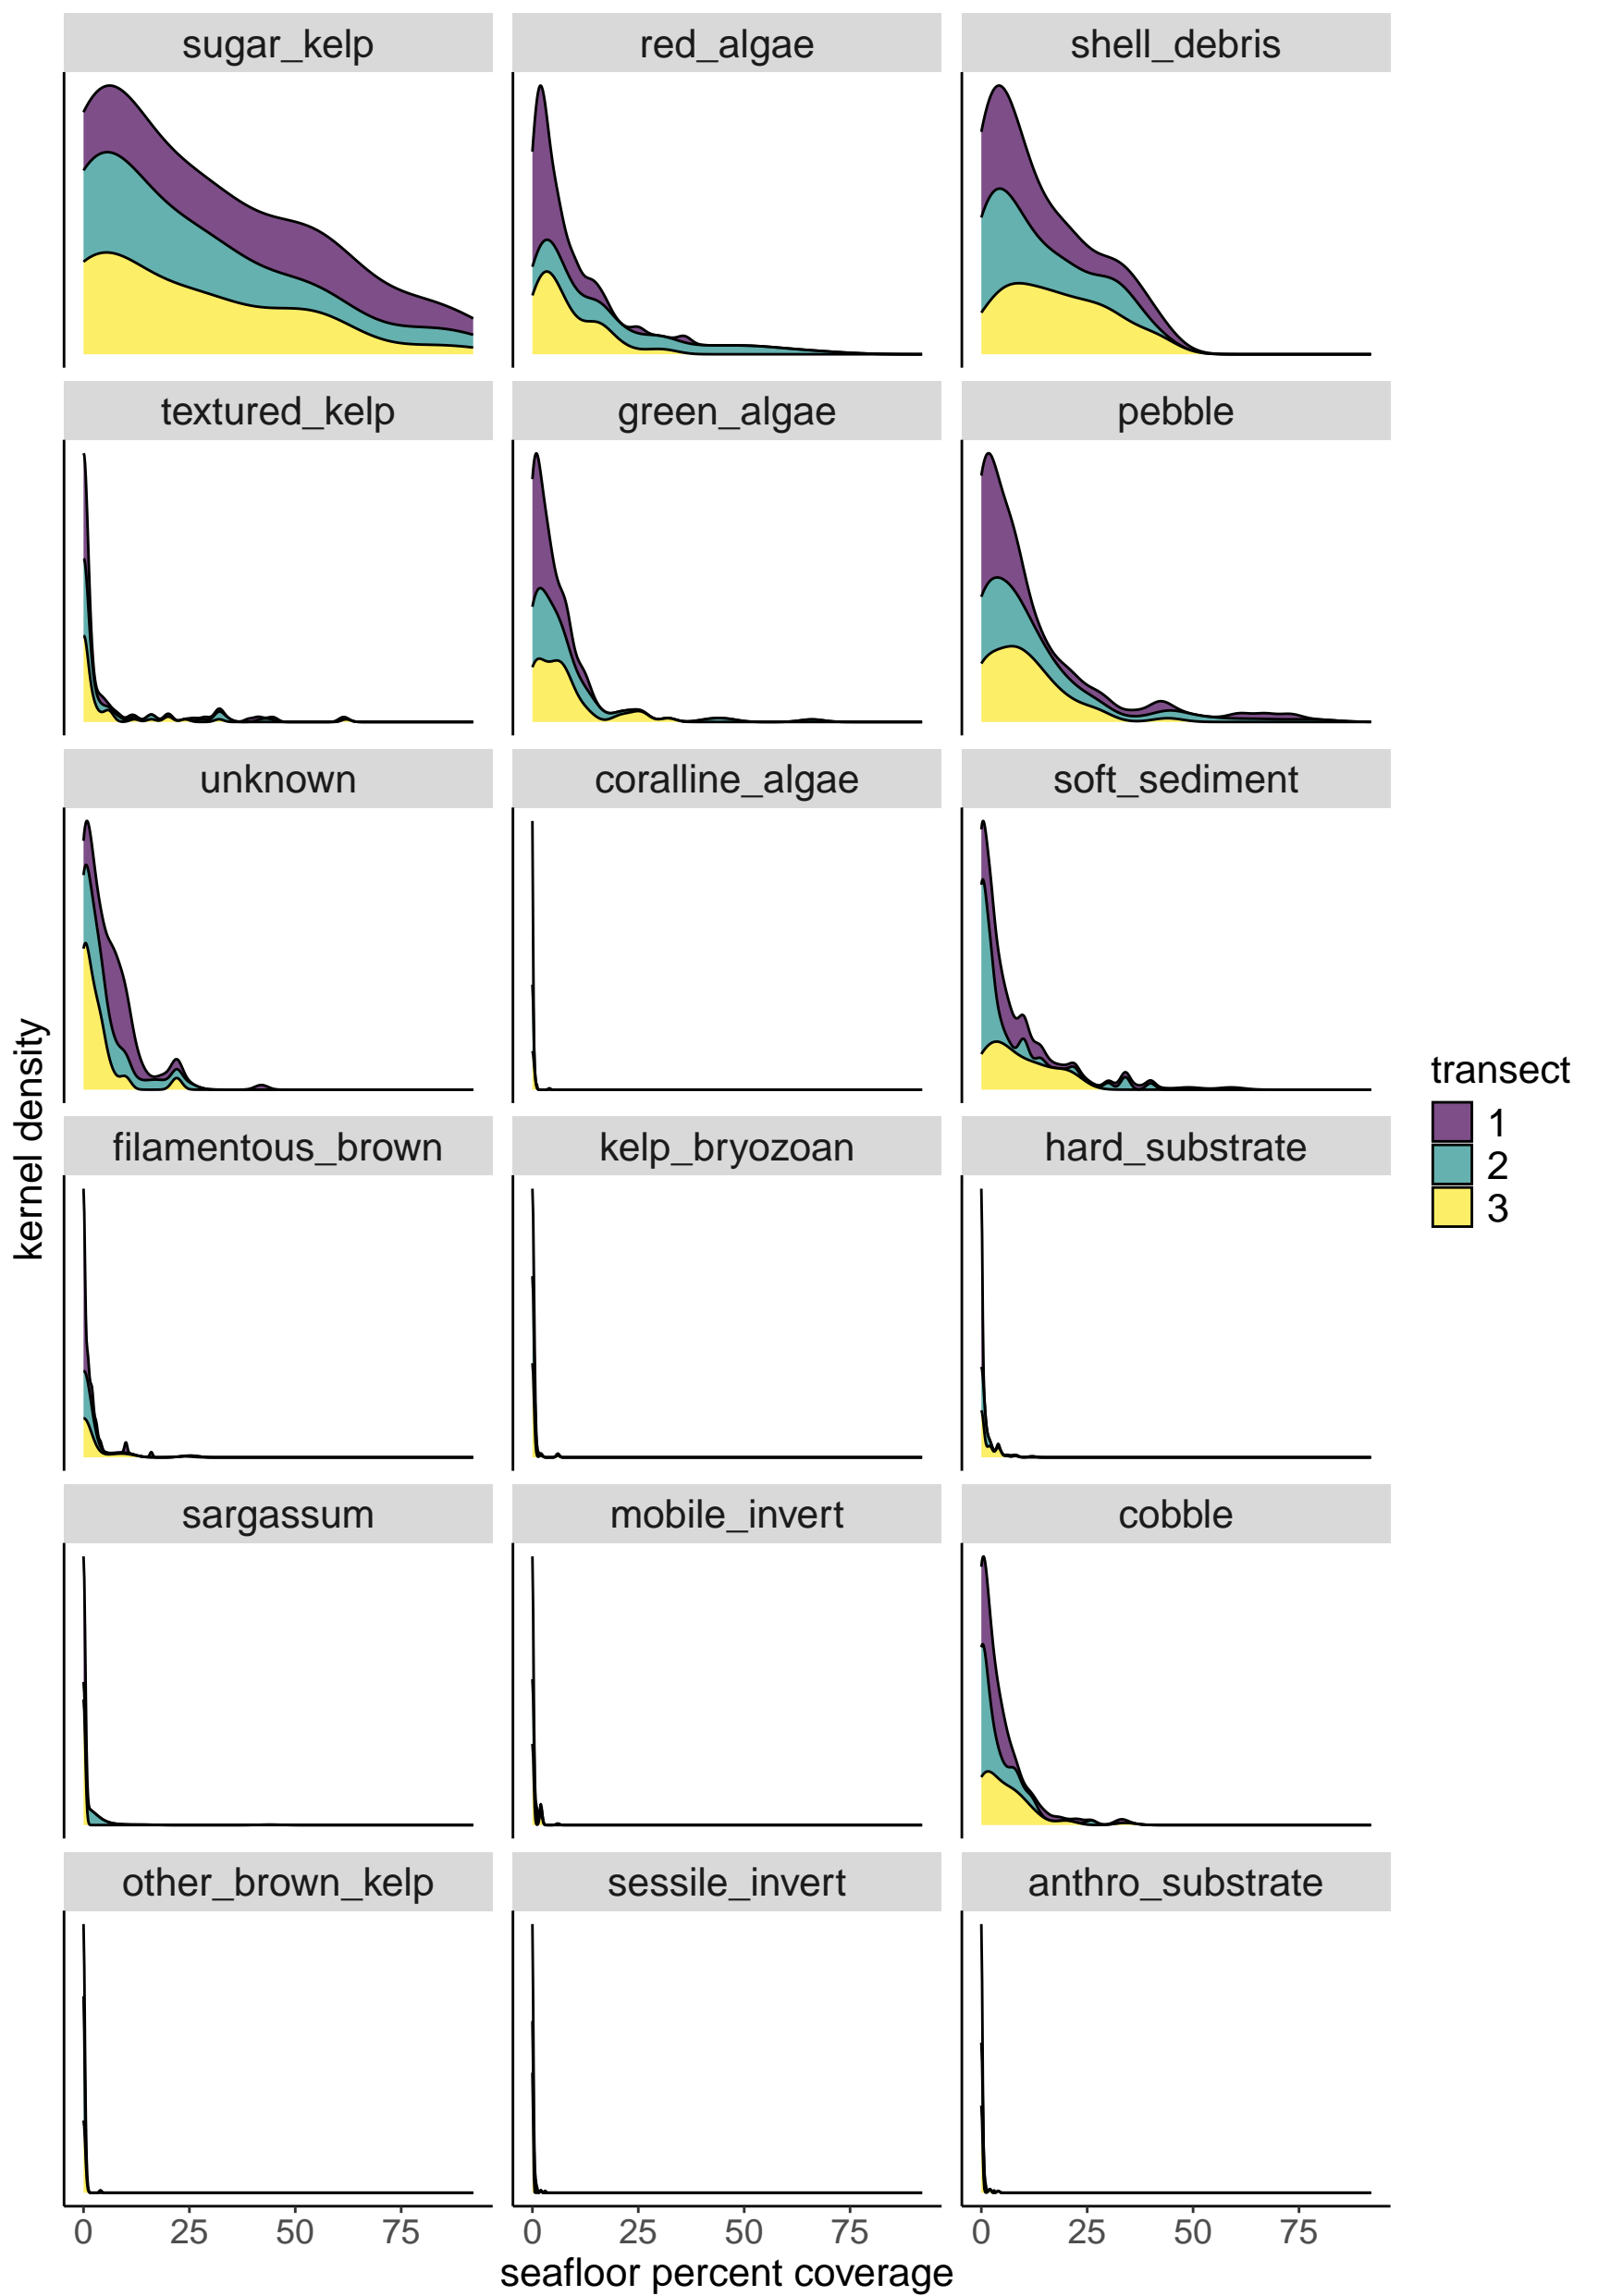 sugar_kelp
red_algae
shell_debris
textured_kelp
green_algae
pebble
unknown
coralline_algae
soft_sediment
filamentous_brown
kelp_bryozoan
hard_substrate
sargassum
mobile_invert
cobble
other_brown_kelp
sessile_invert
anthro_substrate
kernel density
transect
1
2
3
0 25 50 75
0 25 50 75
0 25 50 75
seafloor percent coverage